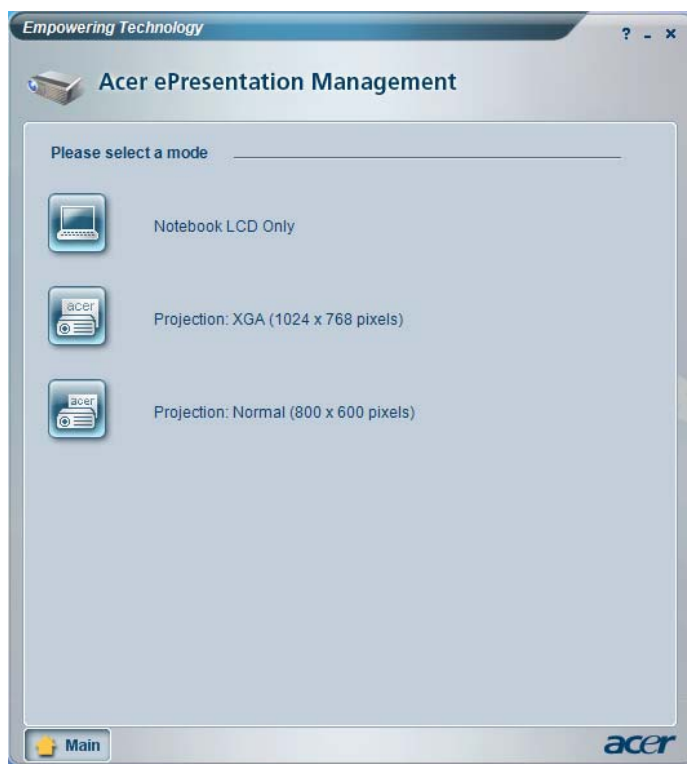 Empowering Technology
? - ×
Acer ePresentation Management
Please select a mode
Notebook LCD Only
acer
Projection: XGA (1024 x 768 pixels)
acer
Projection: Normal (800 x 600 pixels)
Main
acer